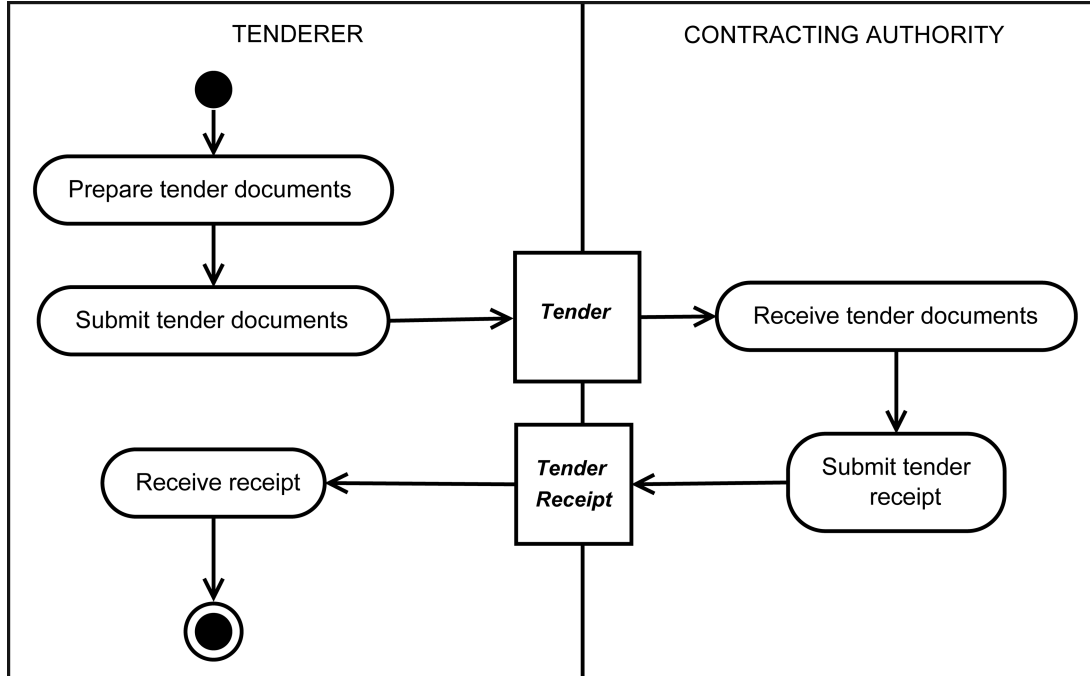 TENDERER
CONTRACTING AUTHORITY
Prepare tender documents
Submit tender documents
Tender
Receive tender documents
Submit tender
receipt
Tender
Receipt
Receive receipt